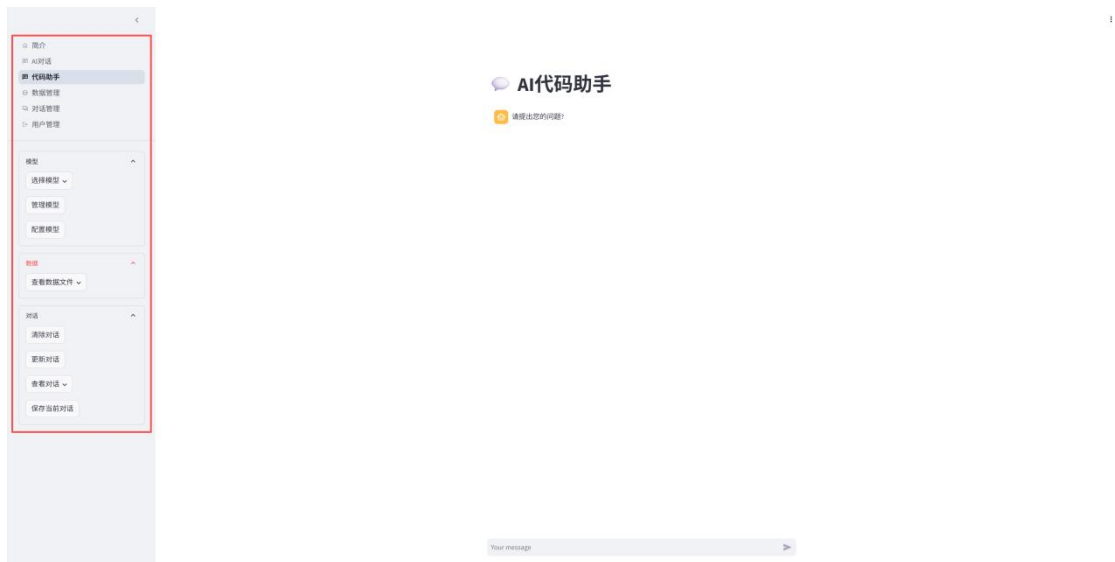 简介
AI对话
代码助手
数据管理
对话管理
用户管理
模型
选择模型
管理模型
配置模型
数据
查看数据文件
对话
清除对话
更新对话
查看对话
保存当前对话
AI代码助手
请提出您的问题?
Your message